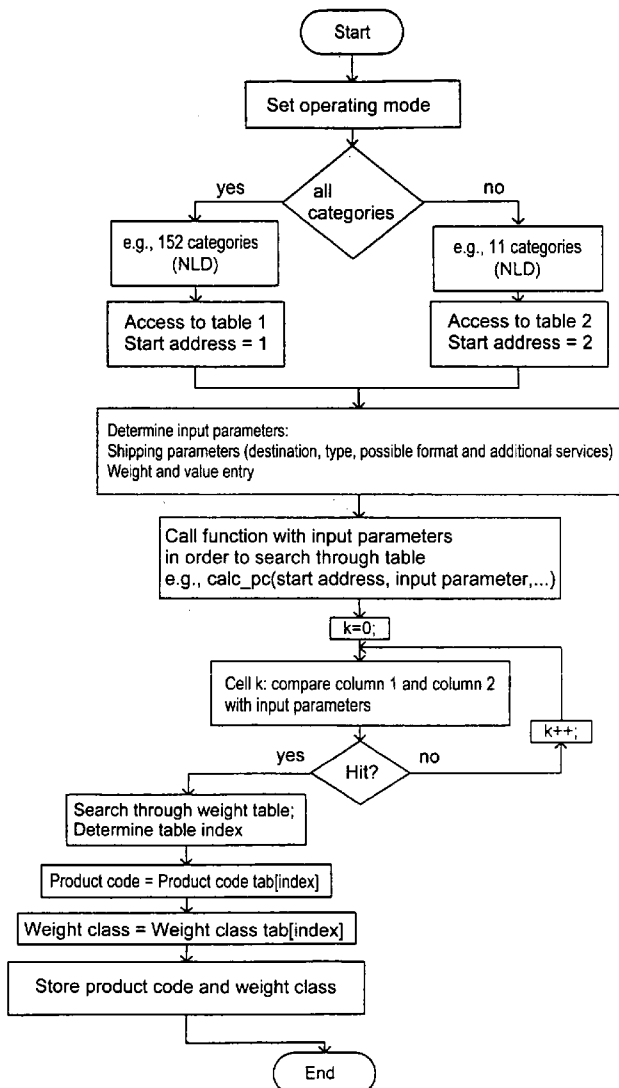 Start
Set operating mode
yes
all
categories
no
e.g., 152 categories
(NLD)
e.g., 11 categories
(NLD)
Access to table 1
Start address = 1
Access to table 2
Start address = 2
Determine input parameters:
Shipping parameters (destination, type, possible format and additional services)
Weight and value entry
Call function with input parameters
in order to search through table
e.g., calc_pc(start address, input parameter,...)
k=0;
Cell k: compare column 1 and column 2
with input parameters
k++;
yes
Hit?
no
Search through weight table;
Determine table index
Product code = Product code tab[index]
Weight class = Weight class tab[index]
Store product code and weight class
End